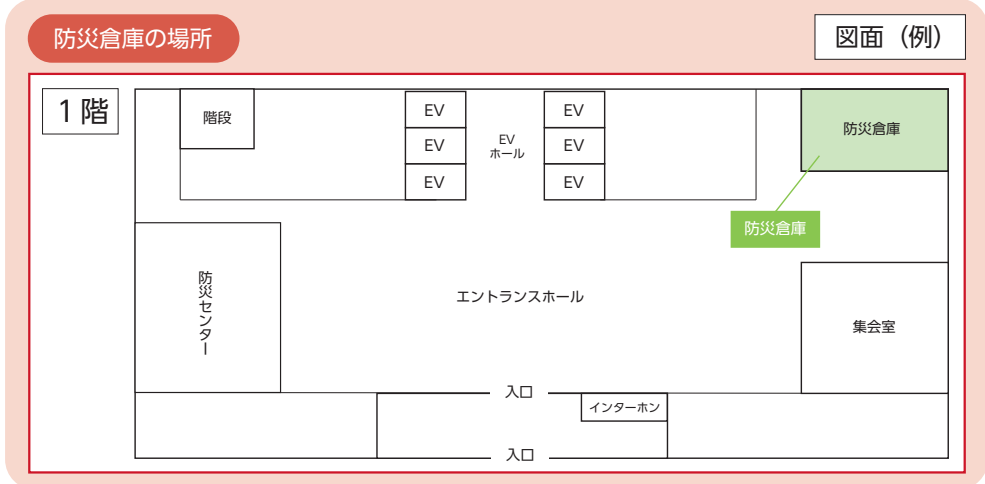 防災倉庫の場所
図面（例）
1階
階段
EV
EV
EV
EV
ホール
EV
EV
EV
防災倉庫
防災倉庫
防災センター
エントランスホール
集会室
入口
インターホン
入口